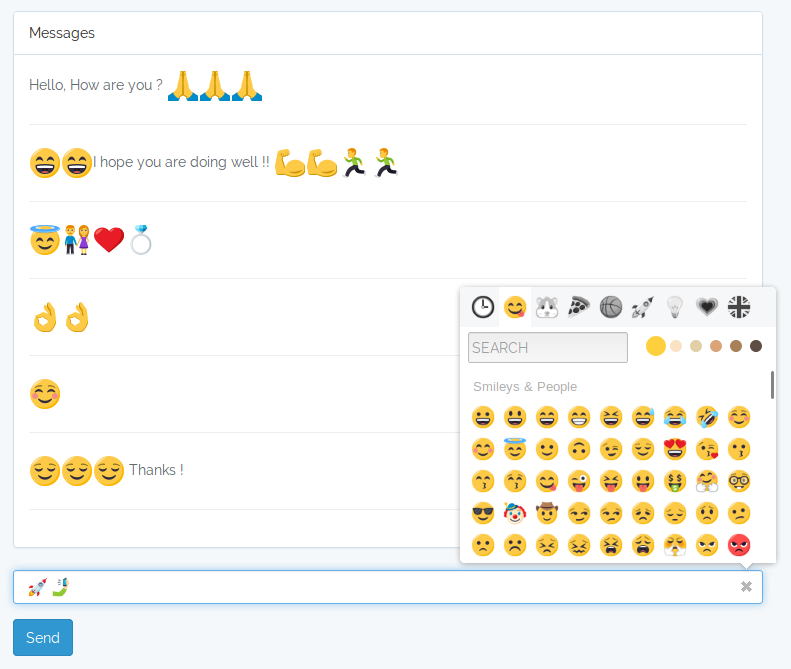 Messages
Hello, How are you ? 🙏🙏🙏
😄😄I hope you are doing well !! 💪💪🏃🏃
😇👫❤️💍
👌👌
☺️
😌😌😌 Thanks !
SEARCH
Smileys & People
🚀 🤳
Send